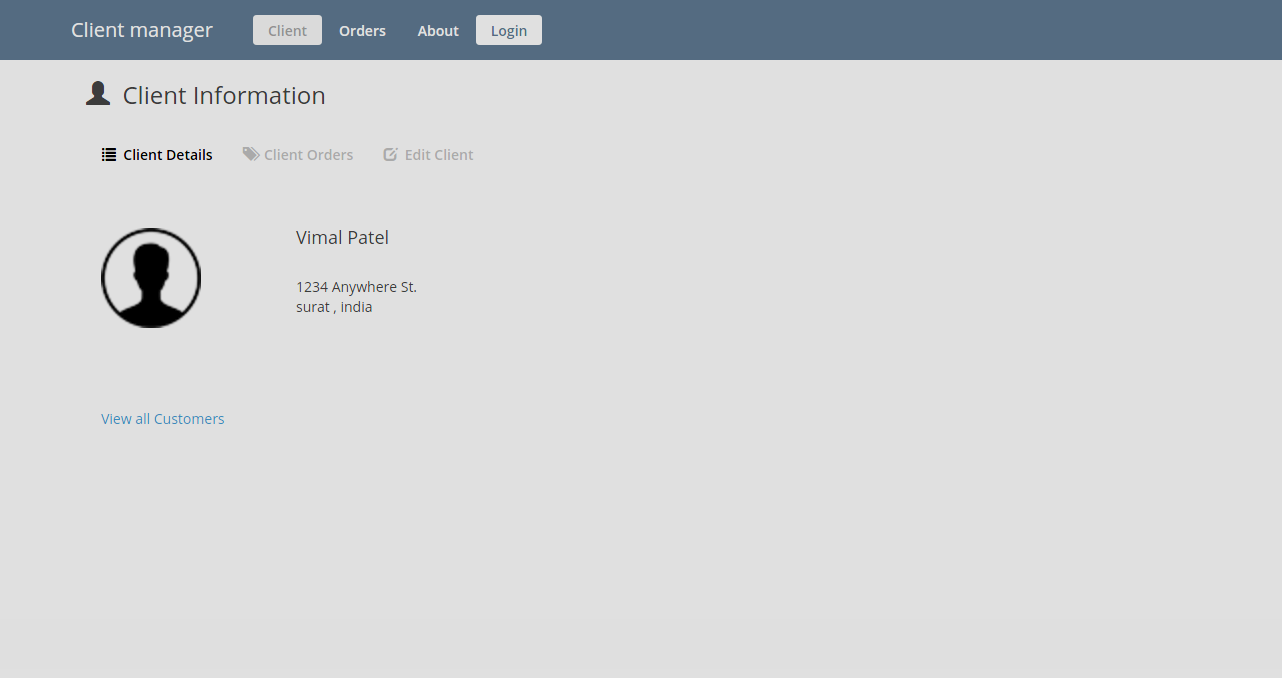 Client manager Client Orders About Login
Client Information
Client Details Client Orders Edit Client
Vimal Patel
1234 Anywhere St.
surat , india
View all Customers